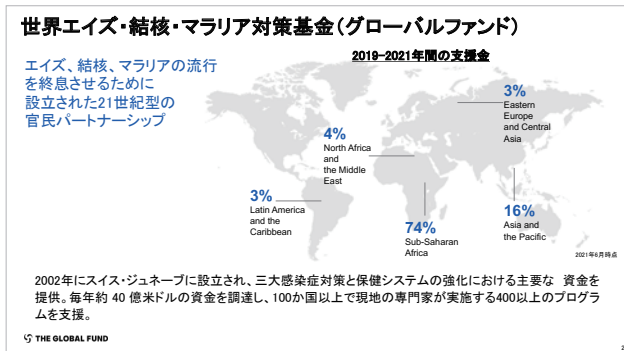 世界エイズ・結核・マラリア対策基金（グローバルファンド）
2019–2021年間の支援金
エイズ、結核、マラリアの流行
を終息させるために
設立された21世紀型の
官民パートナーシップ
3%
Eastern
Europe
and Central
Asia
4%
North Africa
and
the Middle
East
3%
Latin America
and the
Caribbean
74%
Sub-Saharan
Africa
16%
Asia and
the Pacific
2021年6月時点
2002年にスイス・ジュネーブに設立され、三大感染症対策と保健システムの強化における主要な 資金を
提供。毎年約 40 億米ドルの資金を調達し、100か国以上で現地の専門家が実施する400以上のプログラ
ムを支援。
THE GLOBAL FUND
2